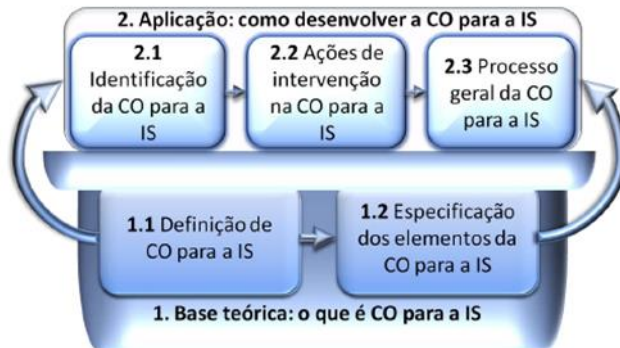 2. Aplicação: como desenvolver a CO para a IS
2.1
Identificação
da CO para a
IS
2.2 Ações de
intervenção
na CO para a
IS
2.3 Processo
geral da CO
para a IS
1.1 Definição de
CO para a IS
1.2 Especificação
dos elementos da
CO para a IS
1. Base teórica: o que é CO para a IS